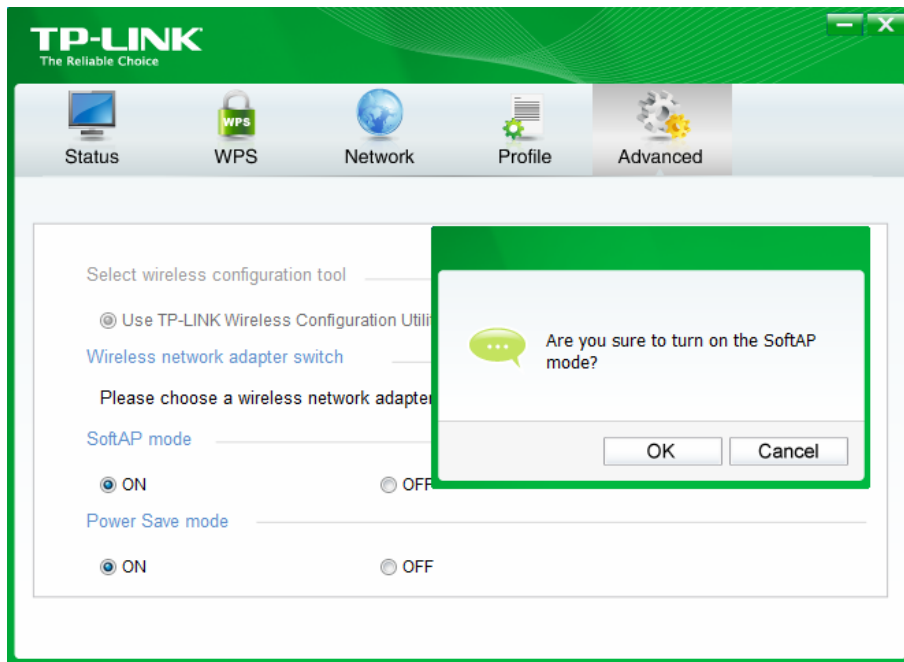 TP-LINK
The Reliable Choice
WPS
Status
WPS
Network
Profile
Advanced
Select wireless configuration tool
Use TP-LINK Wireless Configuration
Wireless network adapter switch
Please choose a wireless network
SoftAP mode
ON
OFF
Power Save mode
ON
OFF
Are you sure to turn on the SoftAP
mode?
OK
Cancel